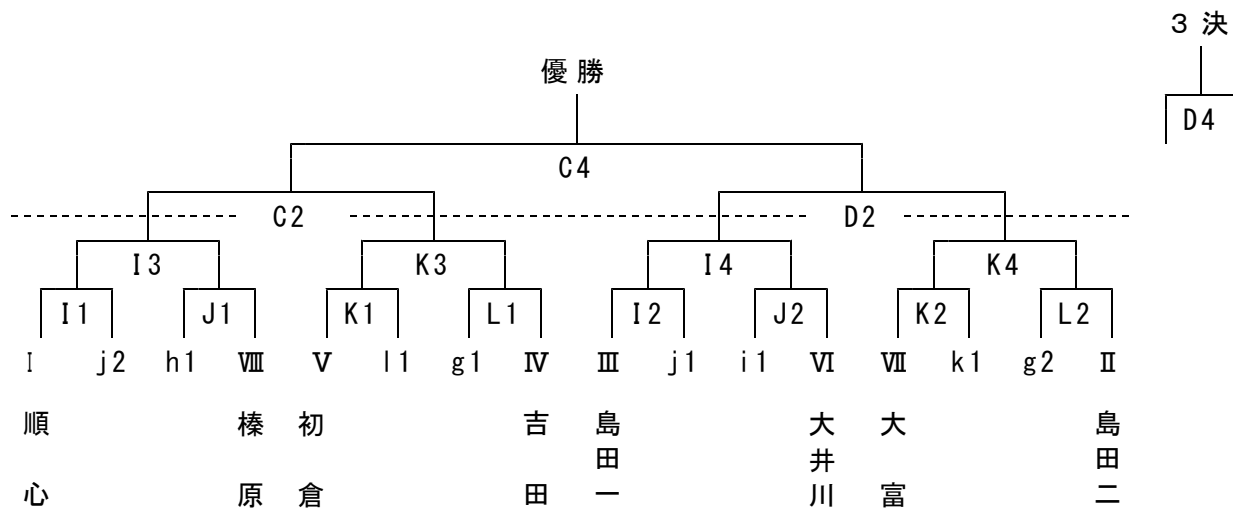 3 決
優 勝
D4
C4
C2 D2
I3 K3 I4 K4
I1 J1 K1 L1 I2 J2 K2 L2
Ⅰ j2 h1 Ⅷ Ⅴ l1 g1 Ⅳ Ⅲ j1 i1 Ⅵ Ⅶ k1 g2 Ⅱ
順心 榛原 初倉 吉田 島田一 大井川 大富 島田二